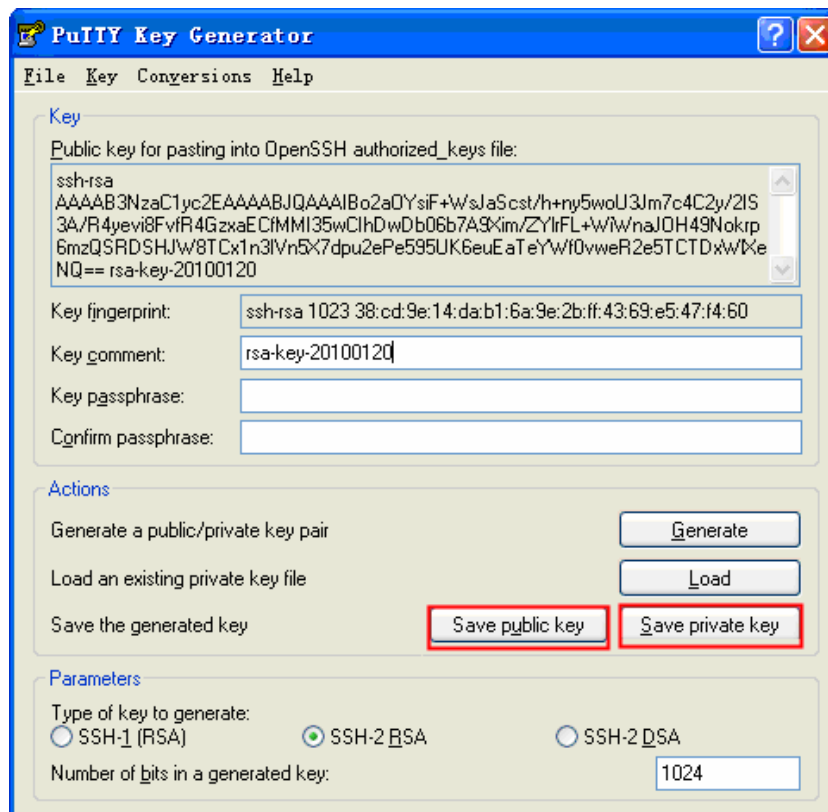 PuTTY Key Generator
File Key Conversions Help
Key
Public key for pasting into OpenSSH authorized_keys file:
ssh-rsa
AAAAB3NzaC1yc2EAAAABJQAAAIBo2aOYsiF+WsJaScst/h+ny5woU3Jm7c4C2y/2IS
3A/R4yevi8FvfR4GzxaECfMMI35wClhDwDb06b7A9Xim/ZYlrFL+WiWnaJOH49Nokrp
6mzQSRDSHJW8TCx1n3IVn5X7dpu2ePe595UK6euEaTeYWf0vweR2e5TCTDxWlXe
NQ== rsa-key-20100120
Key fingerprint: ssh-rsa 1023 38:cd:9e:14:da:b1:6a:9e:2b:ff:43:69:e5:47:f4:60
Key comment: rsa-key-20100120
Key passphrase:
Confirm passphrase:
Actions
Generate a public/private key pair Generate
Load an existing private key file Load
Save the generated key Save public key Save private key
Parameters
Type of key to generate:
SSH-1 (RSA) SSH-2 RSA SSH-2 DSA
Number of bits in a generated key: 1024